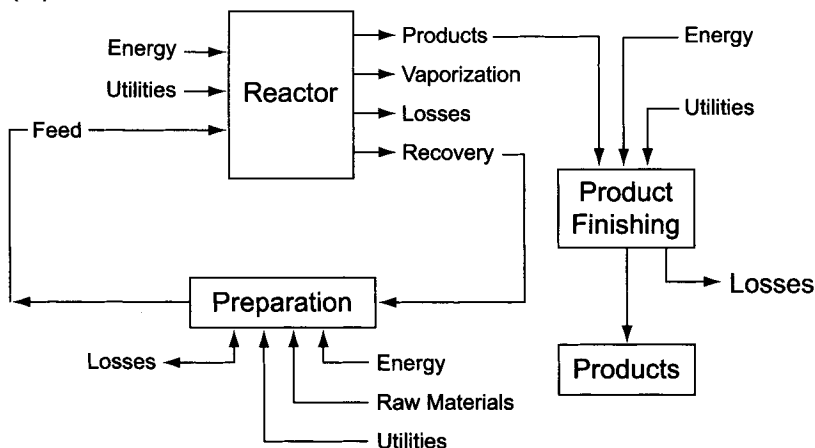 Energy
Utilities
Feed
Reactor
Products
Vaporization
Losses
Recovery
Energy
Utilities
Product
Finishing
Losses
Products
Preparation
Losses
Energy
Raw Materials
Utilities